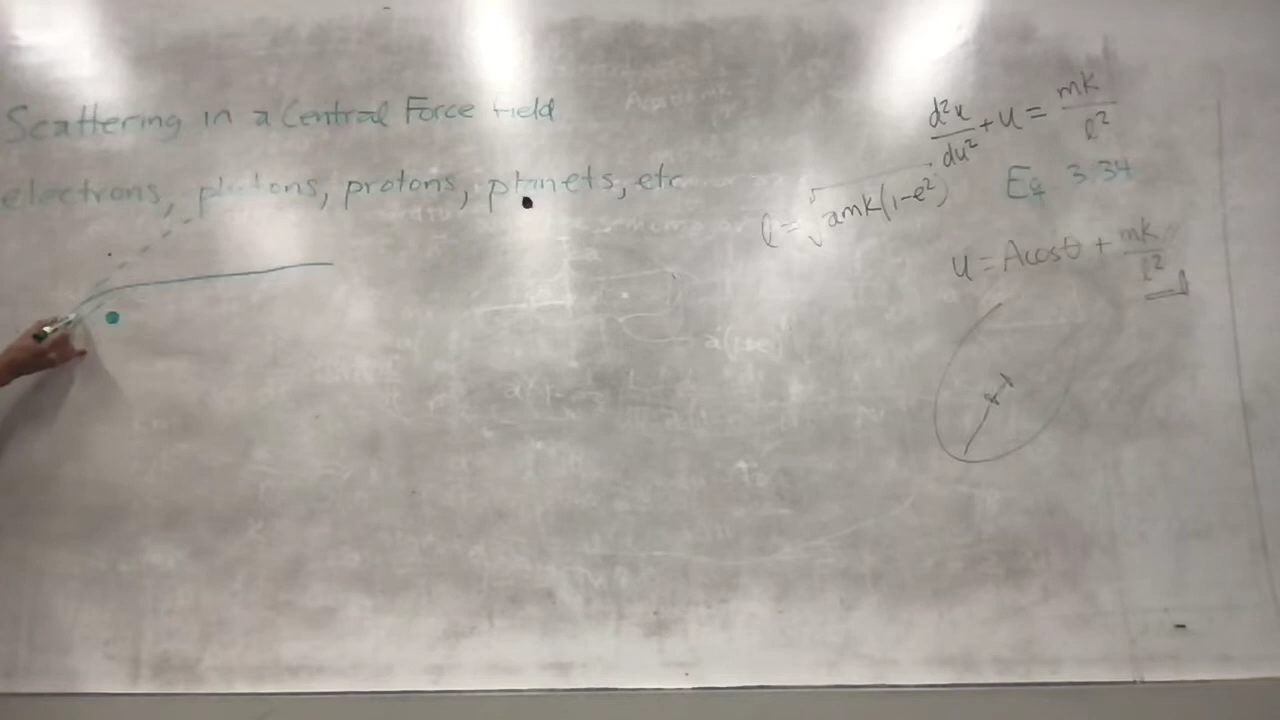 Scattering in a Central Force Field
electrons, photons, protons, planets, etc
d²u/du² + u = mk/l²
Eq 3.34
l = √amk(1-e²)
u = Acosθ + mk/l²